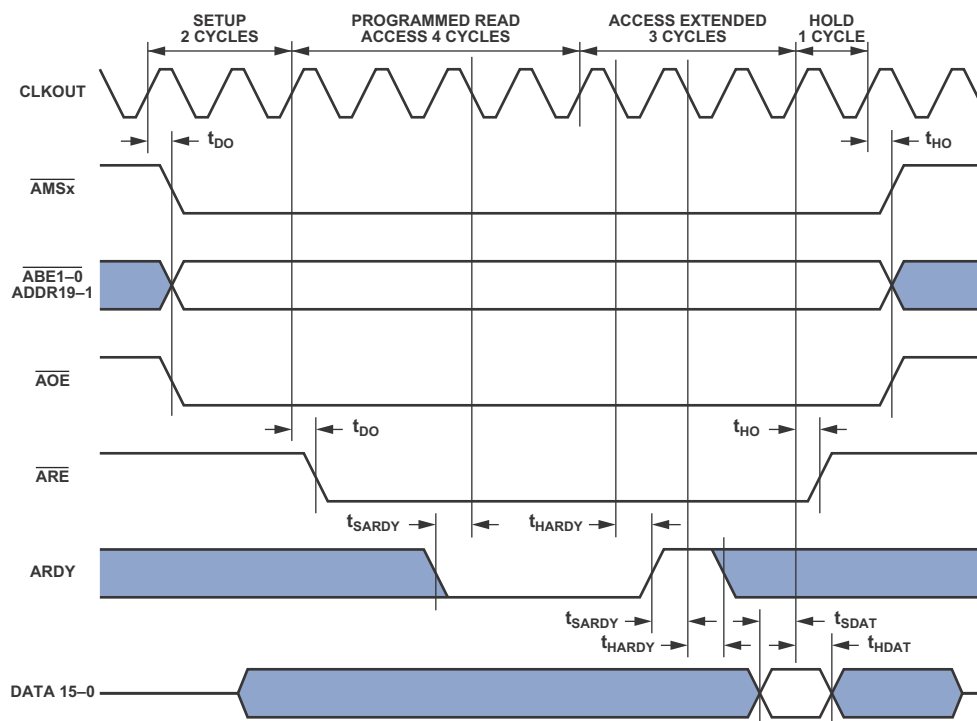 SETUP
2 CYCLES
PROGRAMMED READ
ACCESS 4 CYCLES
ACCESS EXTENDED
3 CYCLES
HOLD
1 CYCLE
CLKOUT
tDO
tHO
AMSx
ABE1–0
ADDR19–1
AOE
tDO
tHO
ARE
tSARDY
tHARDY
ARDY
tSARDY
tSDAT
tHARDY
tHDAT
DATA 15–0